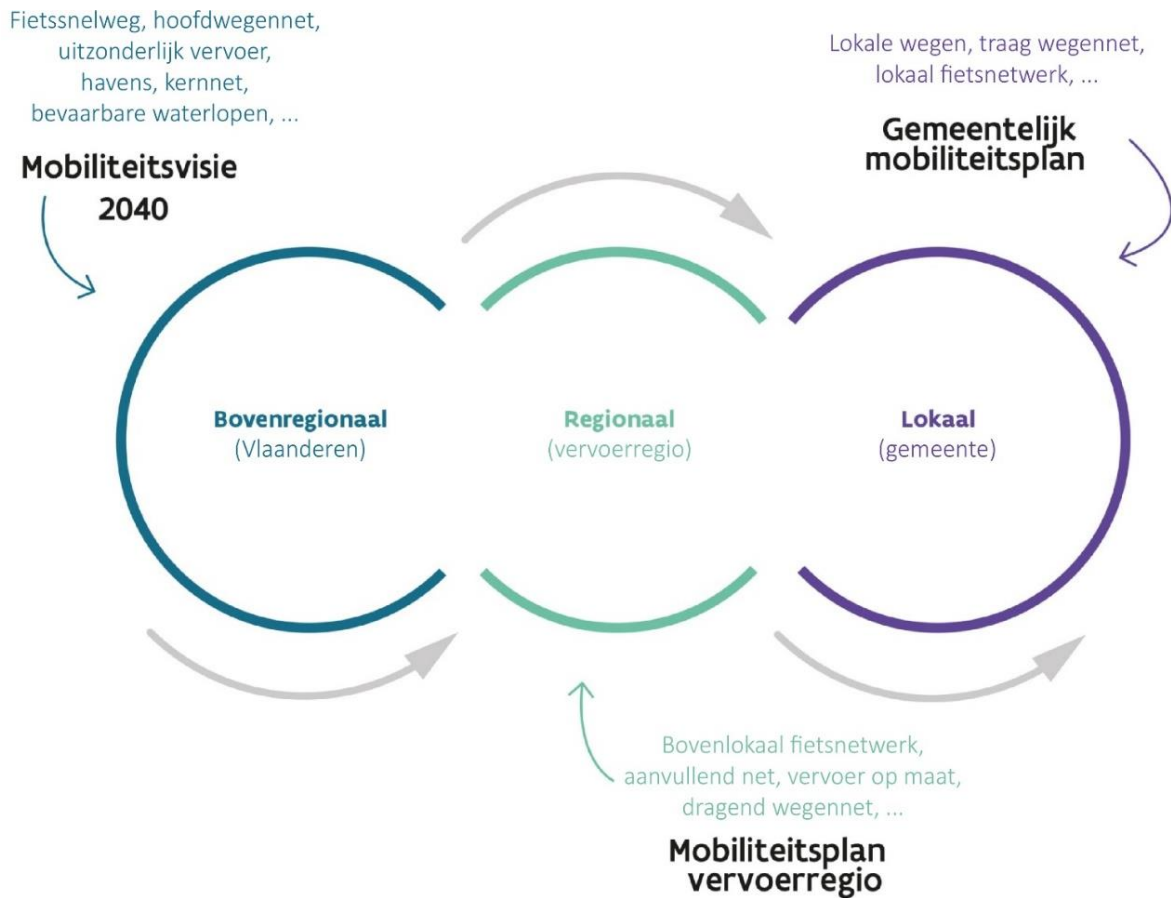 Fietssnelweg, hoofdwegennet,
uitzonderlijk vervoer,
havens, kernnet,
bevaarbare waterlopen, ...
Mobiliteitsvisie
2040
Lokale wegen, traag wegennet,
lokaal fietsnetwerk, ...
Gemeentelijk
mobiliteitsplan
Bovenregionaal
(Vlaanderen)
Regionaal
(vervoerregio)
Lokaal
(gemeente)
Bovenlokaal fietsnetwerk,
aanvullend net, vervoer op maat,
dragend wegennet, ...
Mobiliteitsplan
vervoerregio